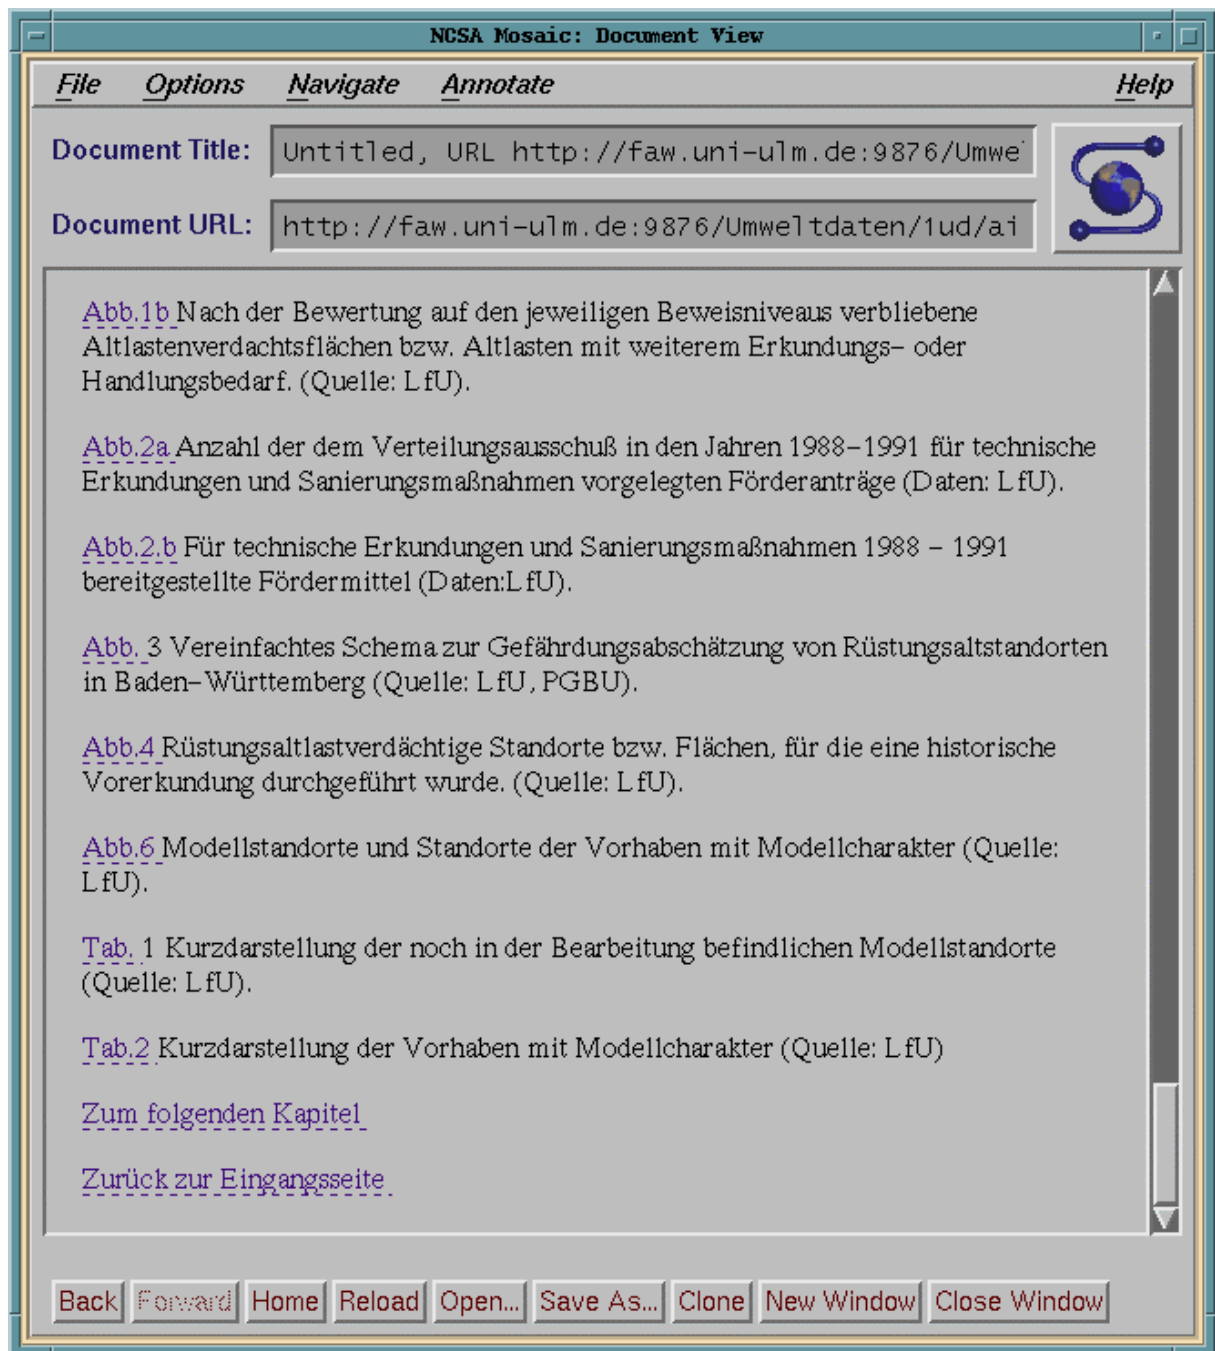 NCSA Mosaic: Document View
File Options Navigate Annotate Help
Document Title: Untitled, URL http://faw.uni-ulm.de:9876/Umwel
Document URL: http://faw.uni-ulm.de:9876/Umweltdaten/1ud/ai
Abb.1b Nach der Bewertung auf den jeweiligen Beweisniveaus verbliebene
Altlastenverdachtsflächen bzw. Altlasten mit weiterem Erkundungs- oder
Handlungsbedarf. (Quelle: LfU).
Abb.2a Anzahl der dem Verteilungsausschuß in den Jahren 1988-1991 für technische
Erkundungen und Sanierungsmaßnahmen vorgelegten Förderanträge (Daten: LfU).
Abb.2.b Für technische Erkundungen und Sanierungsmaßnahmen 1988 - 1991
bereitgestellte Fördermittel (Daten:LfU).
Abb. 3 Vereinfachtes Schema zur Gefährdungsabschätzung von Rüstungsaltstandorten
in Baden-Württemberg (Quelle: LfU, PGBU).
Abb.4 Rüstungsaltlastverdächtige Standorte bzw. Flächen, für die eine historische
Vorerkundung durchgeführt wurde. (Quelle: LfU).
Abb.6 Modellstandorte und Standorte der Vorhaben mit Modellcharakter (Quelle:
LfU).
Tab. 1 Kurzdarstellung der noch in der Bearbeitung befindlichen Modellstandorte
(Quelle: LfU).
Tab.2 Kurzdarstellung der Vorhaben mit Modellcharakter (Quelle: LfU)
Zum folgenden Kapitel
Zurück zur Eingangsseite
Back Forward Home Reload Open... Save As... Clone New Window Close Window